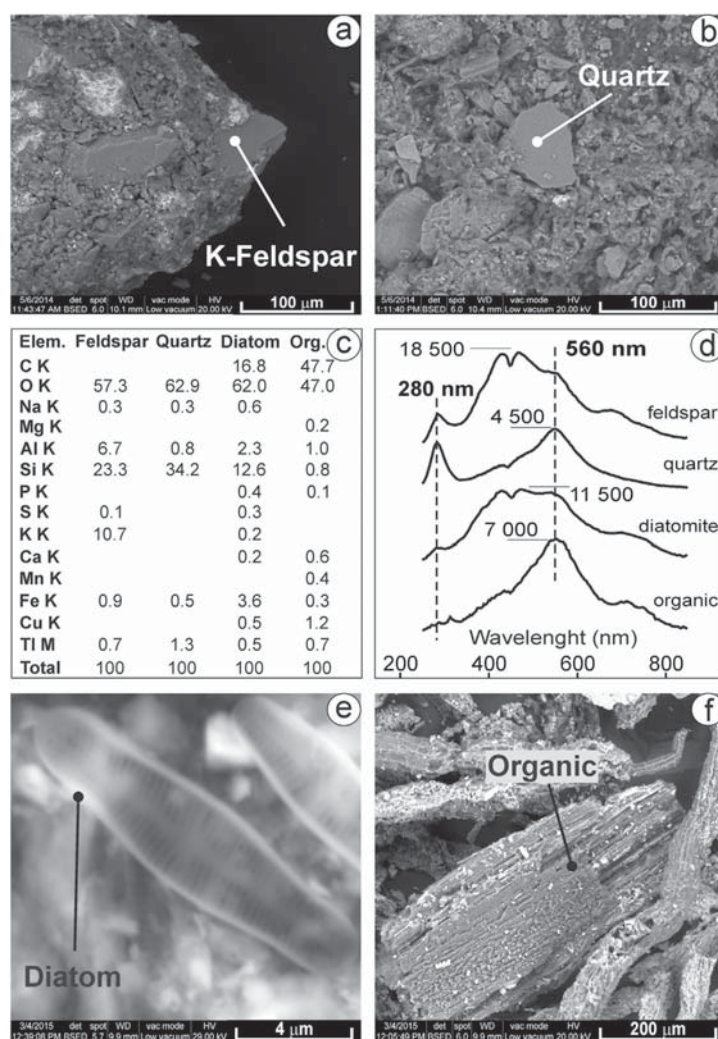 a
K-Feldspar
5/6/2014 det spot WD vac mode HV
11:43:47 AM BSED 6.0 10.1 mm Low vacuum 20.00 kV
100 µm
b
Quartz
5/6/2014 det spot WD vac mode HV
1:11:40 PM BSED 6.0 10.4 mm Low vacuum 20.00 kV
100 µm
c
Elem. Feldspar Quartz Diatom Org.
C K 16.8 47.7
O K 57.3 62.9 62.0 47.0
Na K 0.3 0.3 0.6
Mg K 0.2
Al K 6.7 0.8 2.3 1.0
Si K 23.3 34.2 12.6 0.8
P K 0.4 0.1
S K 0.1 0.3
K K 10.7 0.2
Ca K 0.2 0.6
Mn K 0.4
Fe K 0.9 0.5 3.6 0.3
Cu K 0.5 1.2
Tl M 0.7 1.3 0.5 0.7
Total 100 100 100 100
d
18 500
560 nm
280 nm
feldspar
4 500
quartz
11 500
diatomite
7 000
organic
Wavelenght (nm)
200 400 600 800
e
Diatom
3/4/2015 det spot WD vac mode HV
12:39:08 PM BSED 5.7 9.9 mm Low vacuum 29.00 kV
4 µm
f
Organic
3/4/2015 det spot WD vac mode HV
12:05:49 PM BSED 6.0 9.9 mm Low vacuum 20.00 kV
200 µm